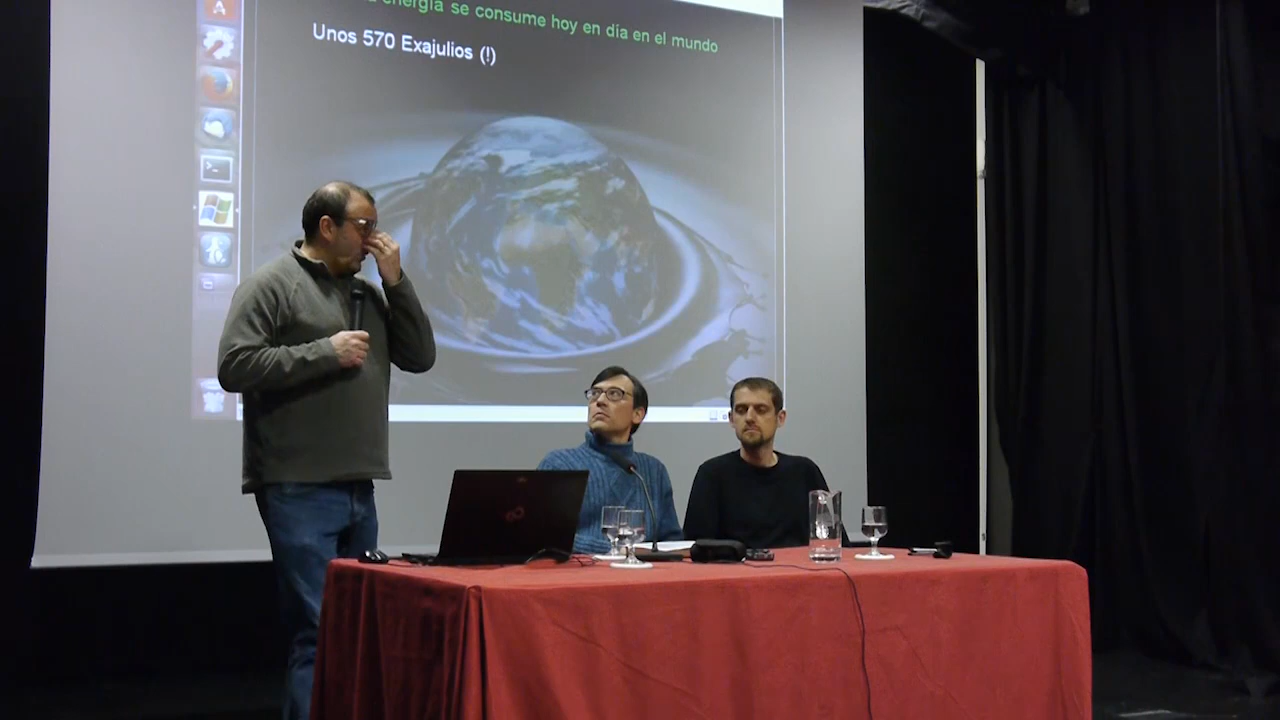 energía se consume hoy en día en el mundo
Unos 570 Exajulios (!)